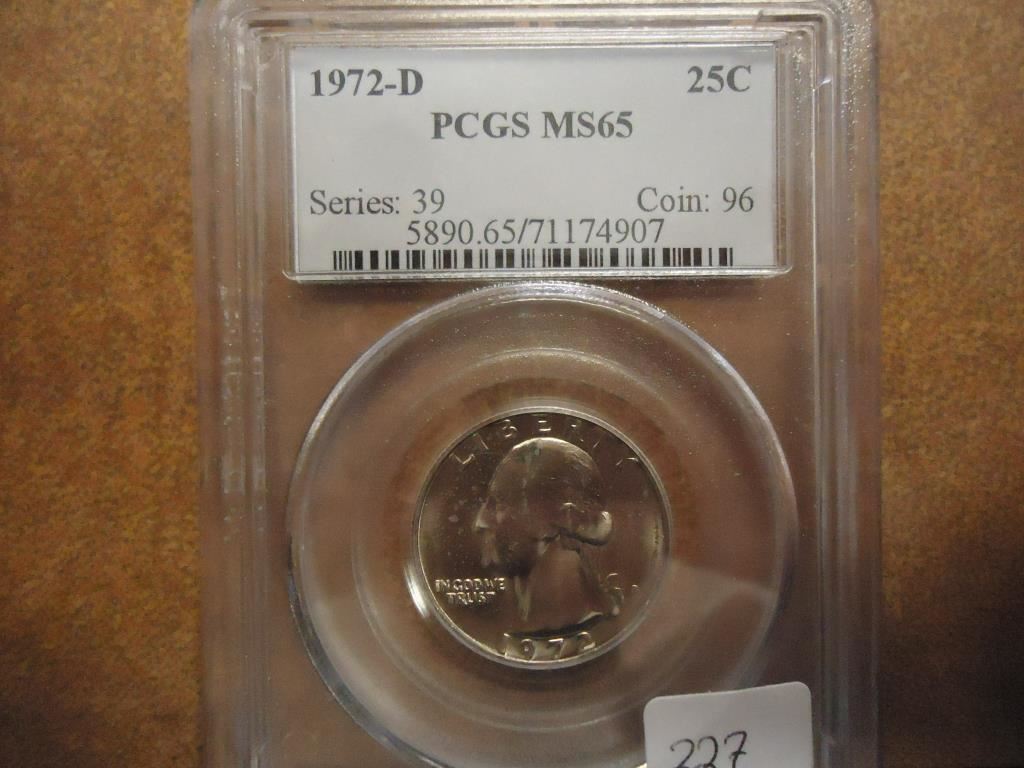 1972-D 25C
PCGS MS65
Series: 39 Coin: 96
5890.65/71174907
LIBERTY
IN GOD WE
TRUST
1972
227